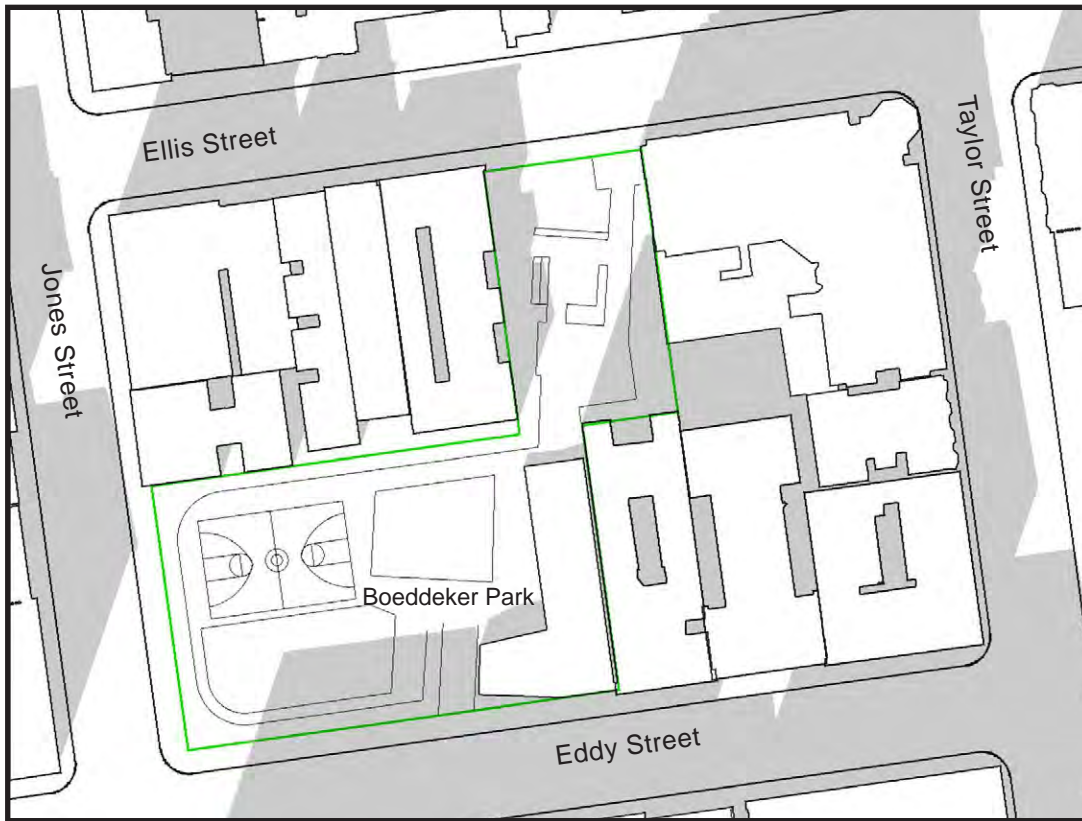 Ellis Street
Taylor Street
Jones Street
Boeddeker Park
Eddy Street